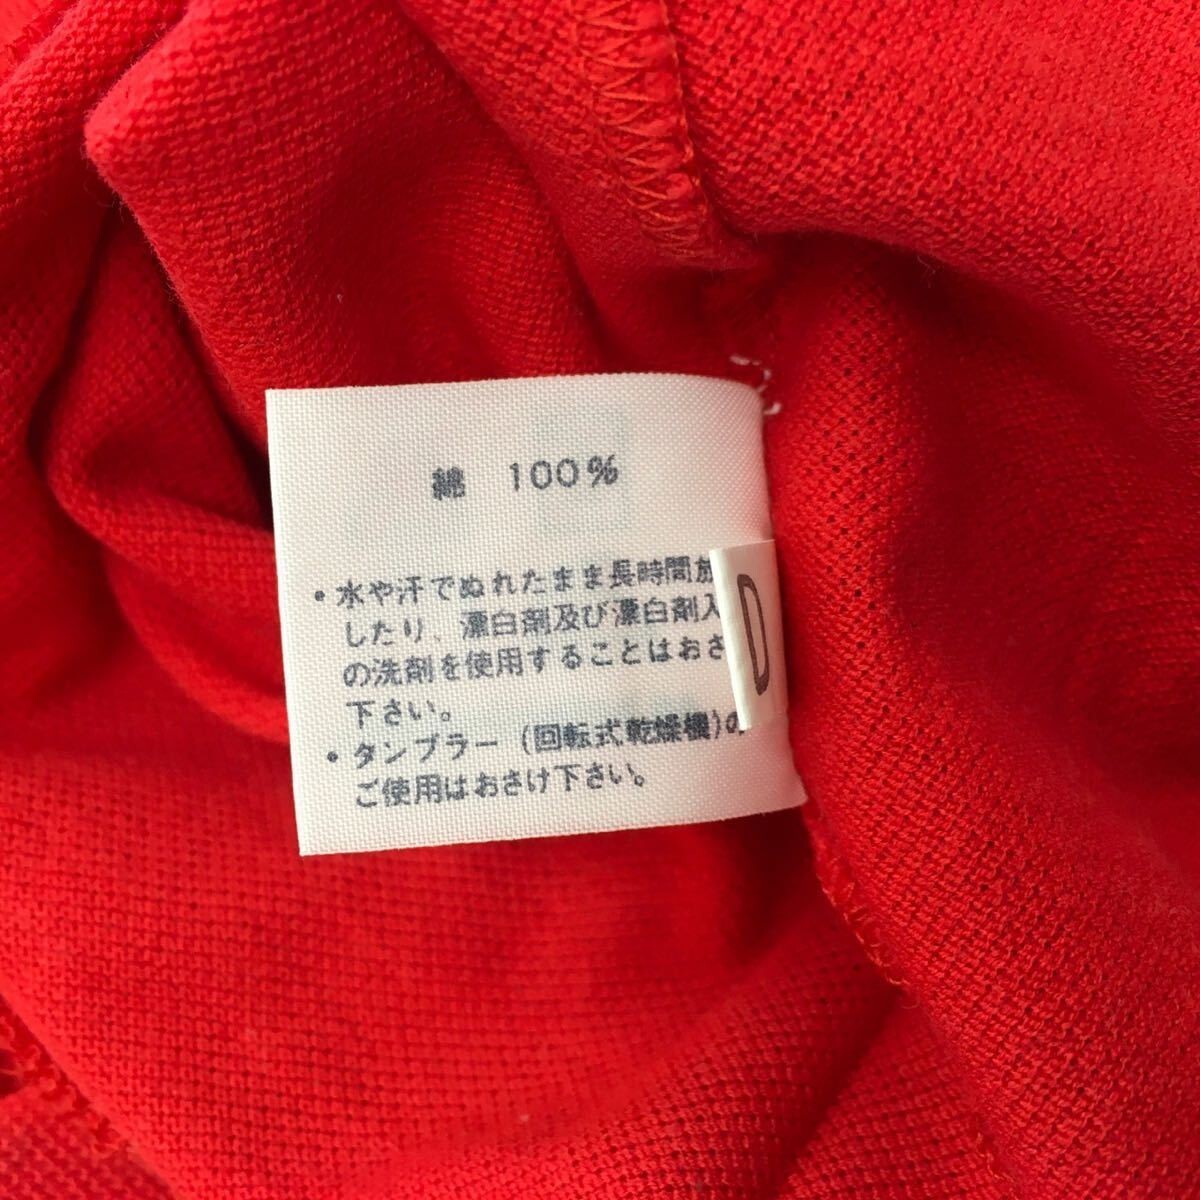 綿 100%
・水や汗でぬれたまま長時間放
したり、漂白剤及び漂白剤入
の洗剤を使用することはおさ
下さい。
・タンブラー(回転式乾燥機)の
ご使用はおさけ下さい。
D